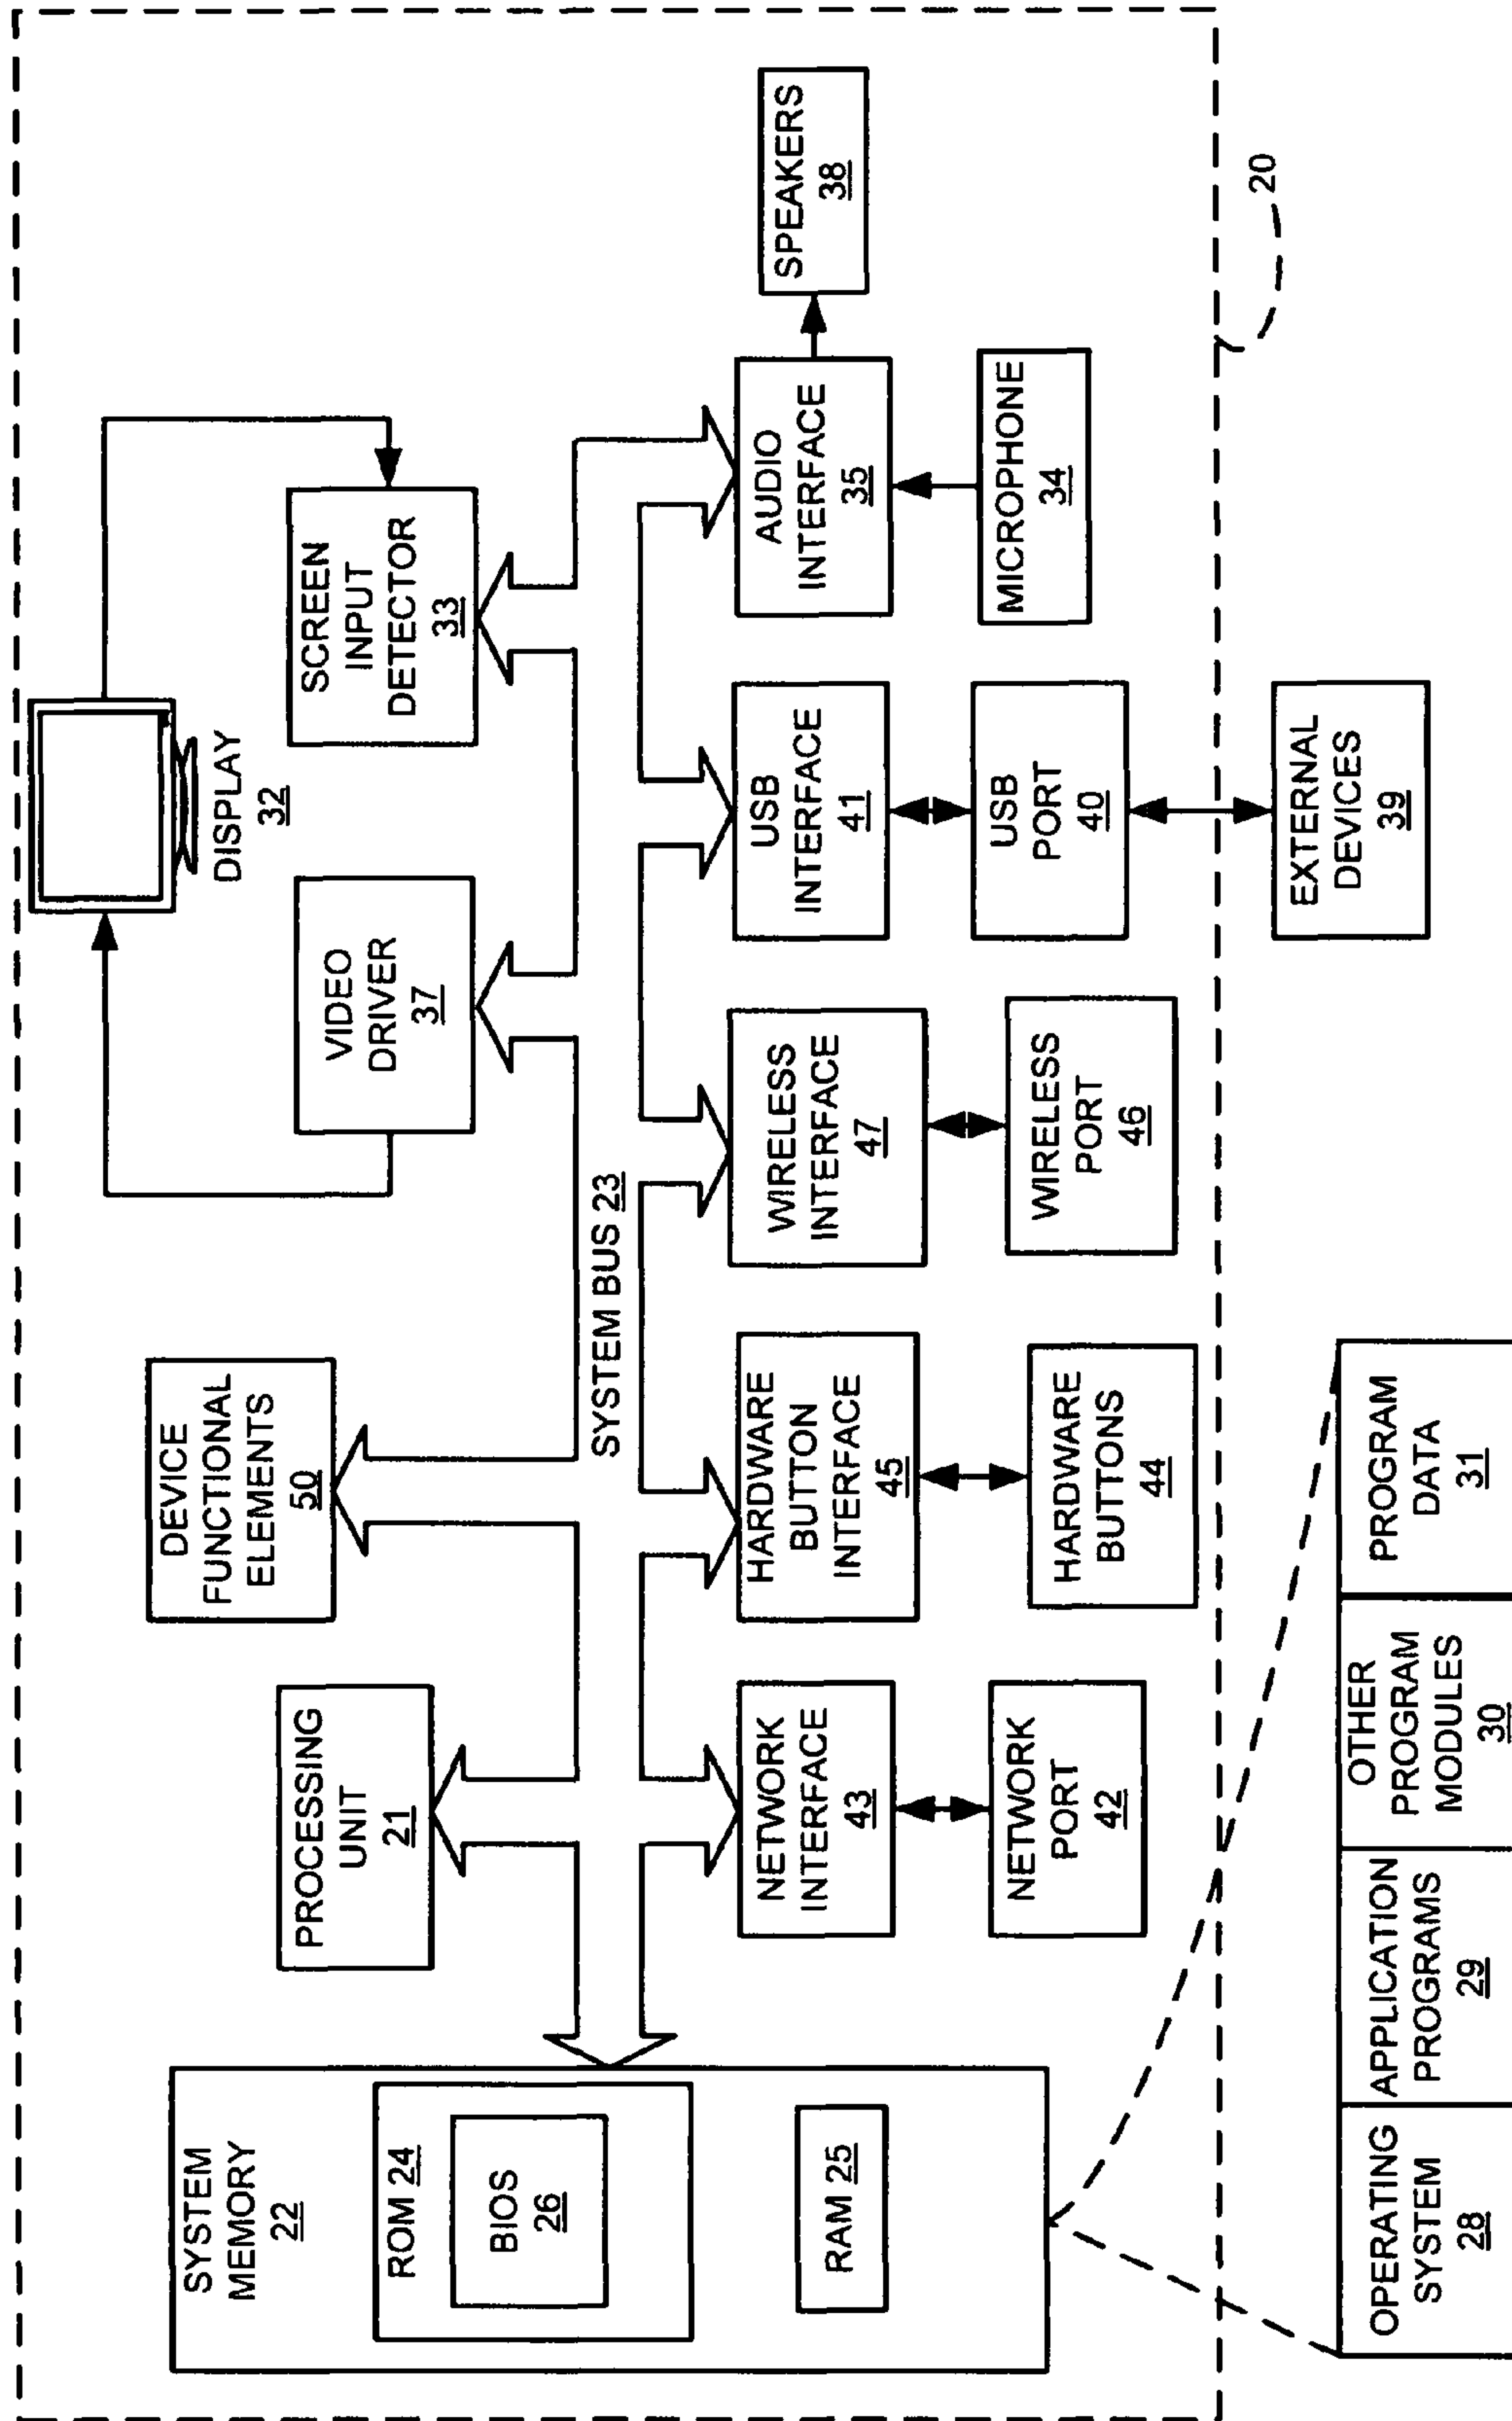 DISPLAY
32
DEVICE
FUNCTIONAL
ELEMENTS
50
VIDEO
DRIVER
37
SCREEN
INPUT
DETECTOR
33
PROCESSING
UNIT
21
SYSTEM
MEMORY
22
ROM 24
BIOS
26
RAM 25
SYSTEM BUS 23
NETWORK
INTERFACE
43
HARDWARE
BUTTON
INTERFACE
45
WIRELESS
INTERFACE
47
USB
INTERFACE
41
AUDIO
INTERFACE
35
SPEAKERS
38
NETWORK
PORT
42
HARDWARE
BUTTONS
44
WIRELESS
PORT
46
USB
PORT
40
MICROPHONE
34
20
EXTERNAL
DEVICES
39
OPERATING
SYSTEM
28
APPLICATION
PROGRAMS
29
OTHER
PROGRAM
MODULES
30
PROGRAM
DATA
31